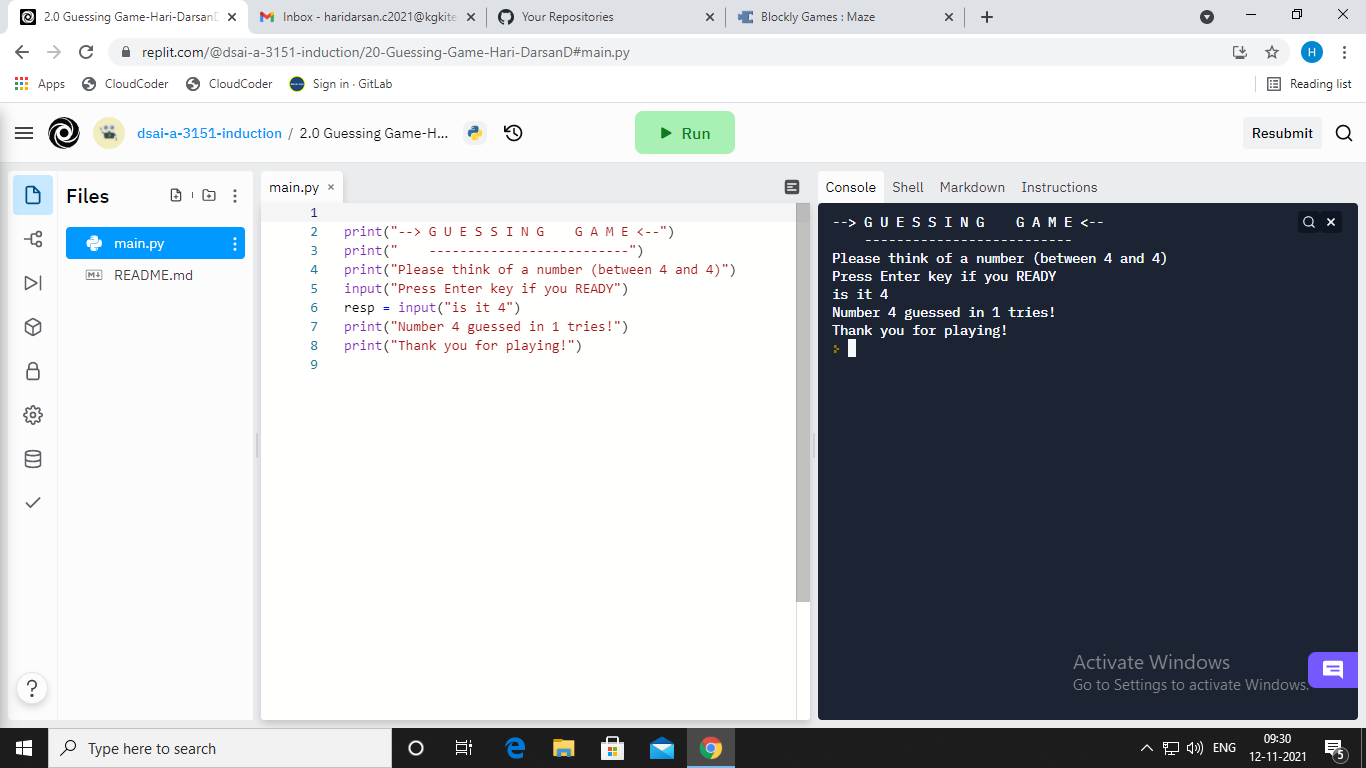 2.0 Guessing Game-Hari-DarsanD
Inbox - haridarsan.c2021@kgkite
Your Repositories
Blockly Games : Maze
replit.com/@dsai-a-3151-induction/20-Guessing-Game-Hari-DarsanD#main.py
H
Apps
CloudCoder
CloudCoder
Sign in · GitLab
Reading list
dsai-a-3151-induction / 2.0 Guessing Game-H...
Run
Resubmit
Files
main.py
README.md
main.py ×
1
2 print("--> G U E S S I N G    G A M E <--")
3 print("    --------------------------")
4 print("Please think of a number (between 4 and 4)")
5 input("Press Enter key if you READY")
6 resp = input("is it 4")
7 print("Number 4 guessed in 1 tries!")
8 print("Thank you for playing!")
9
Console Shell Markdown Instructions
--> G U E S S I N G    G A M E <--
    --------------------------
Please think of a number (between 4 and 4)
Press Enter key if you READY
is it 4
Number 4 guessed in 1 tries!
Thank you for playing!
>
Activate Windows
Go to Settings to activate Windows.
?
Type here to search
ENG
09:30
12-11-2021
5